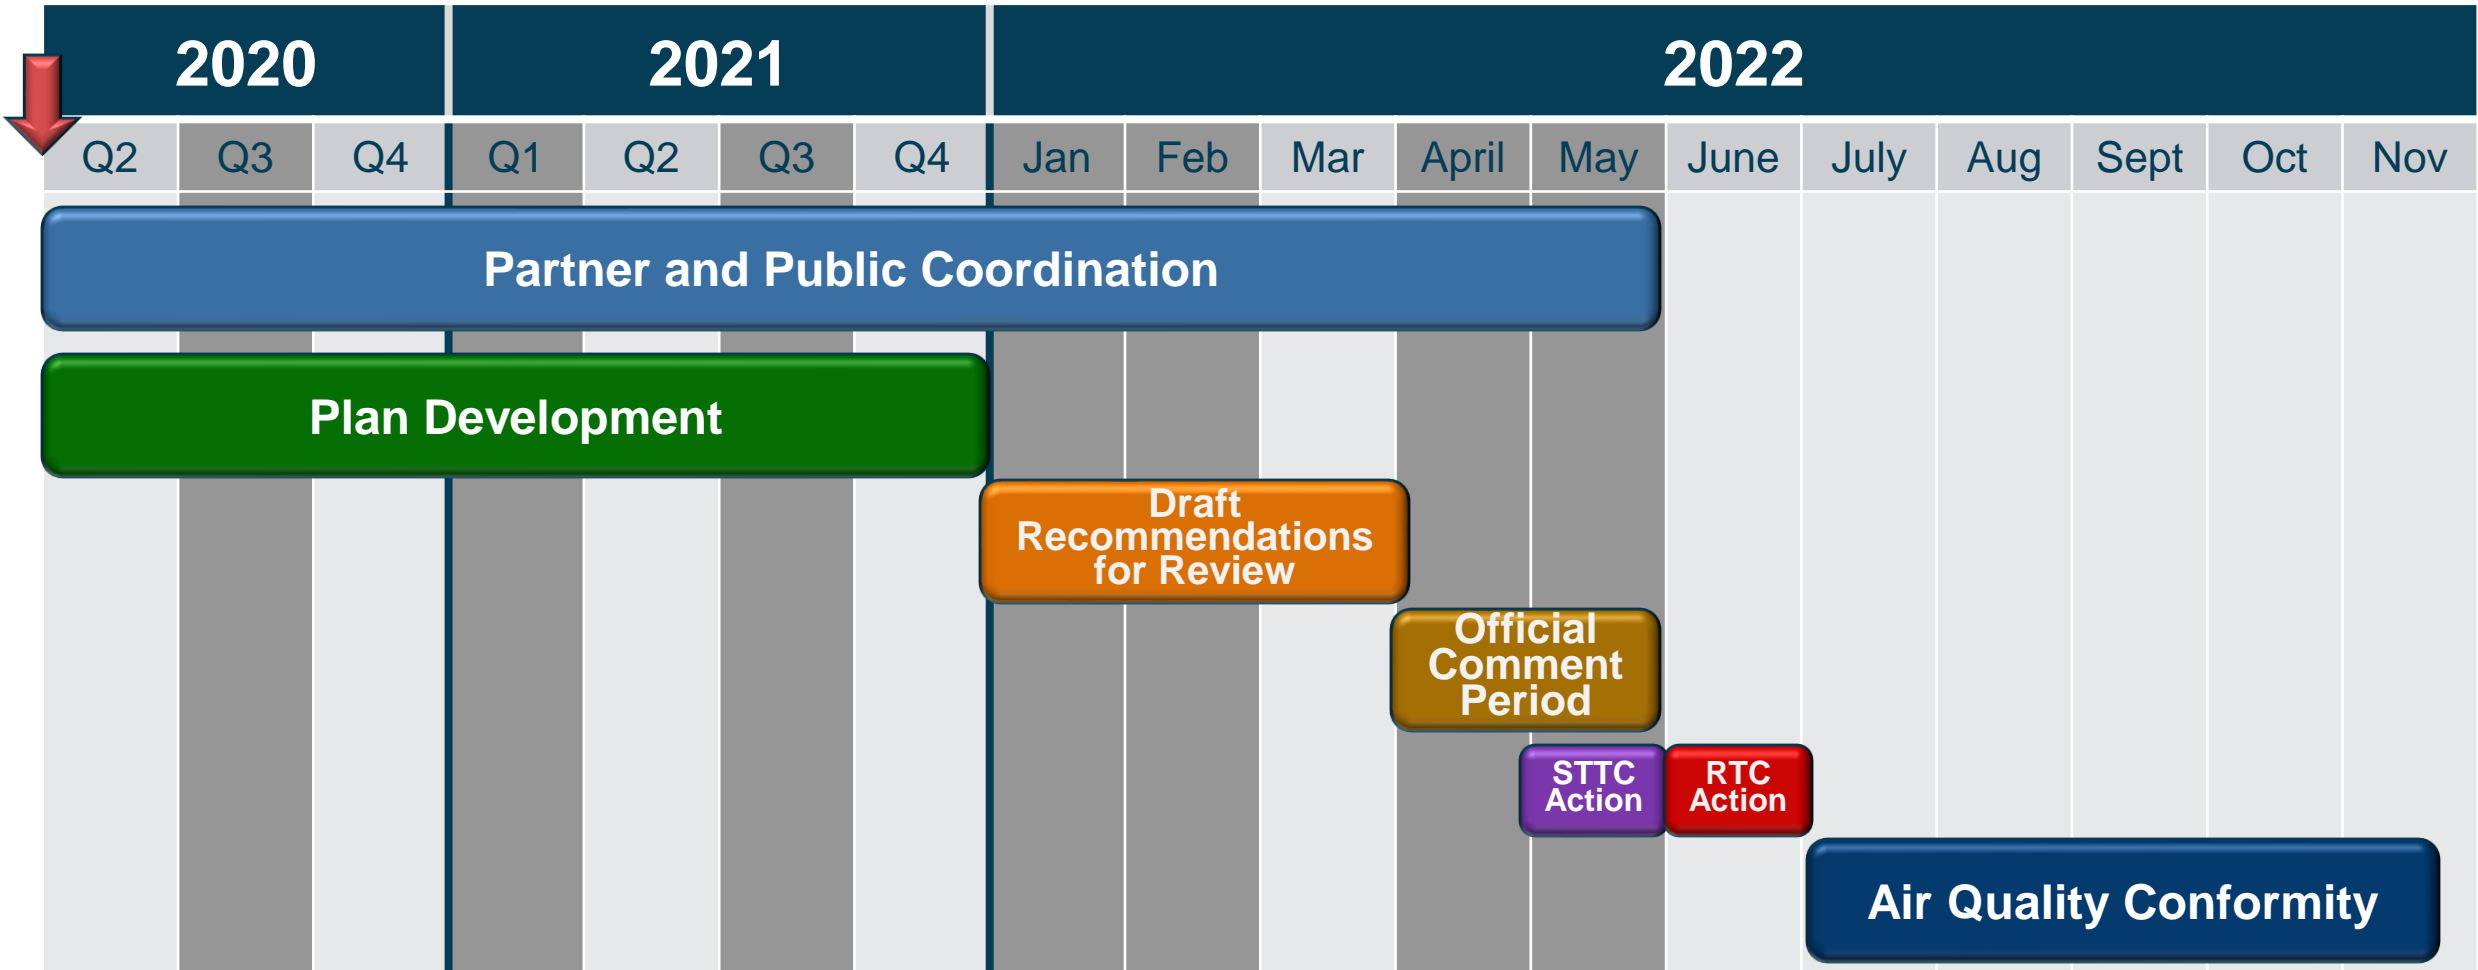 2020 2021 2022
Q2 Q3 Q4 Q1 Q2 Q3 Q4 Jan Feb Mar April May June July Aug Sept Oct Nov
Partner and Public Coordination
Plan Development
Draft
Recommendations
for Review
Official
Comment
Period
STTC
Action
RTC
Action
Air Quality Conformity